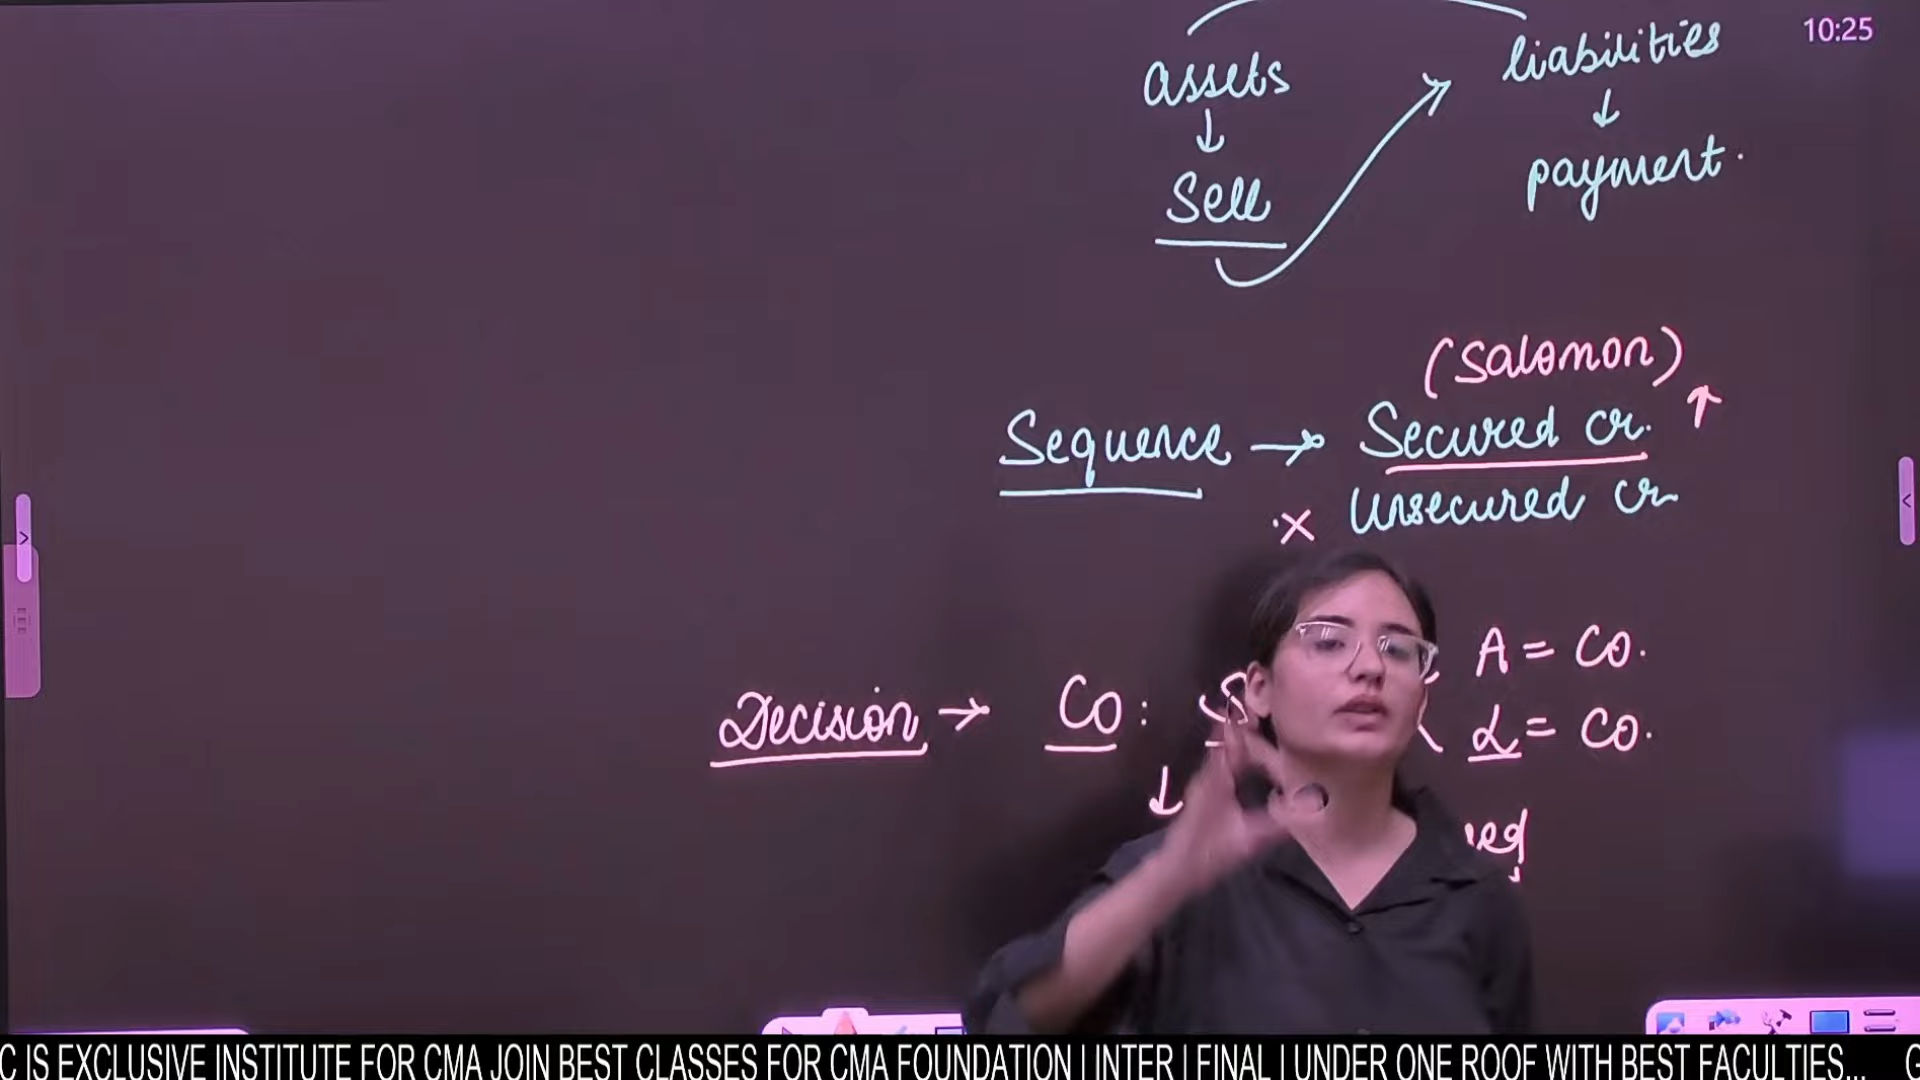 10:25
assets
liabilities
↓
↓
Sell
payment.
(Salomon)
Sequence → Secured cr. ↑
× Unsecured cr
A = Co.
Decision → Co: S
L = Co.
↓
C IS EXCLUSIVE INSTITUTE FOR CMA JOIN BEST CLASSES FOR CMA FOUNDATION | INTER | FINAL | UNDER ONE ROOF WITH BEST FACULTIES... G